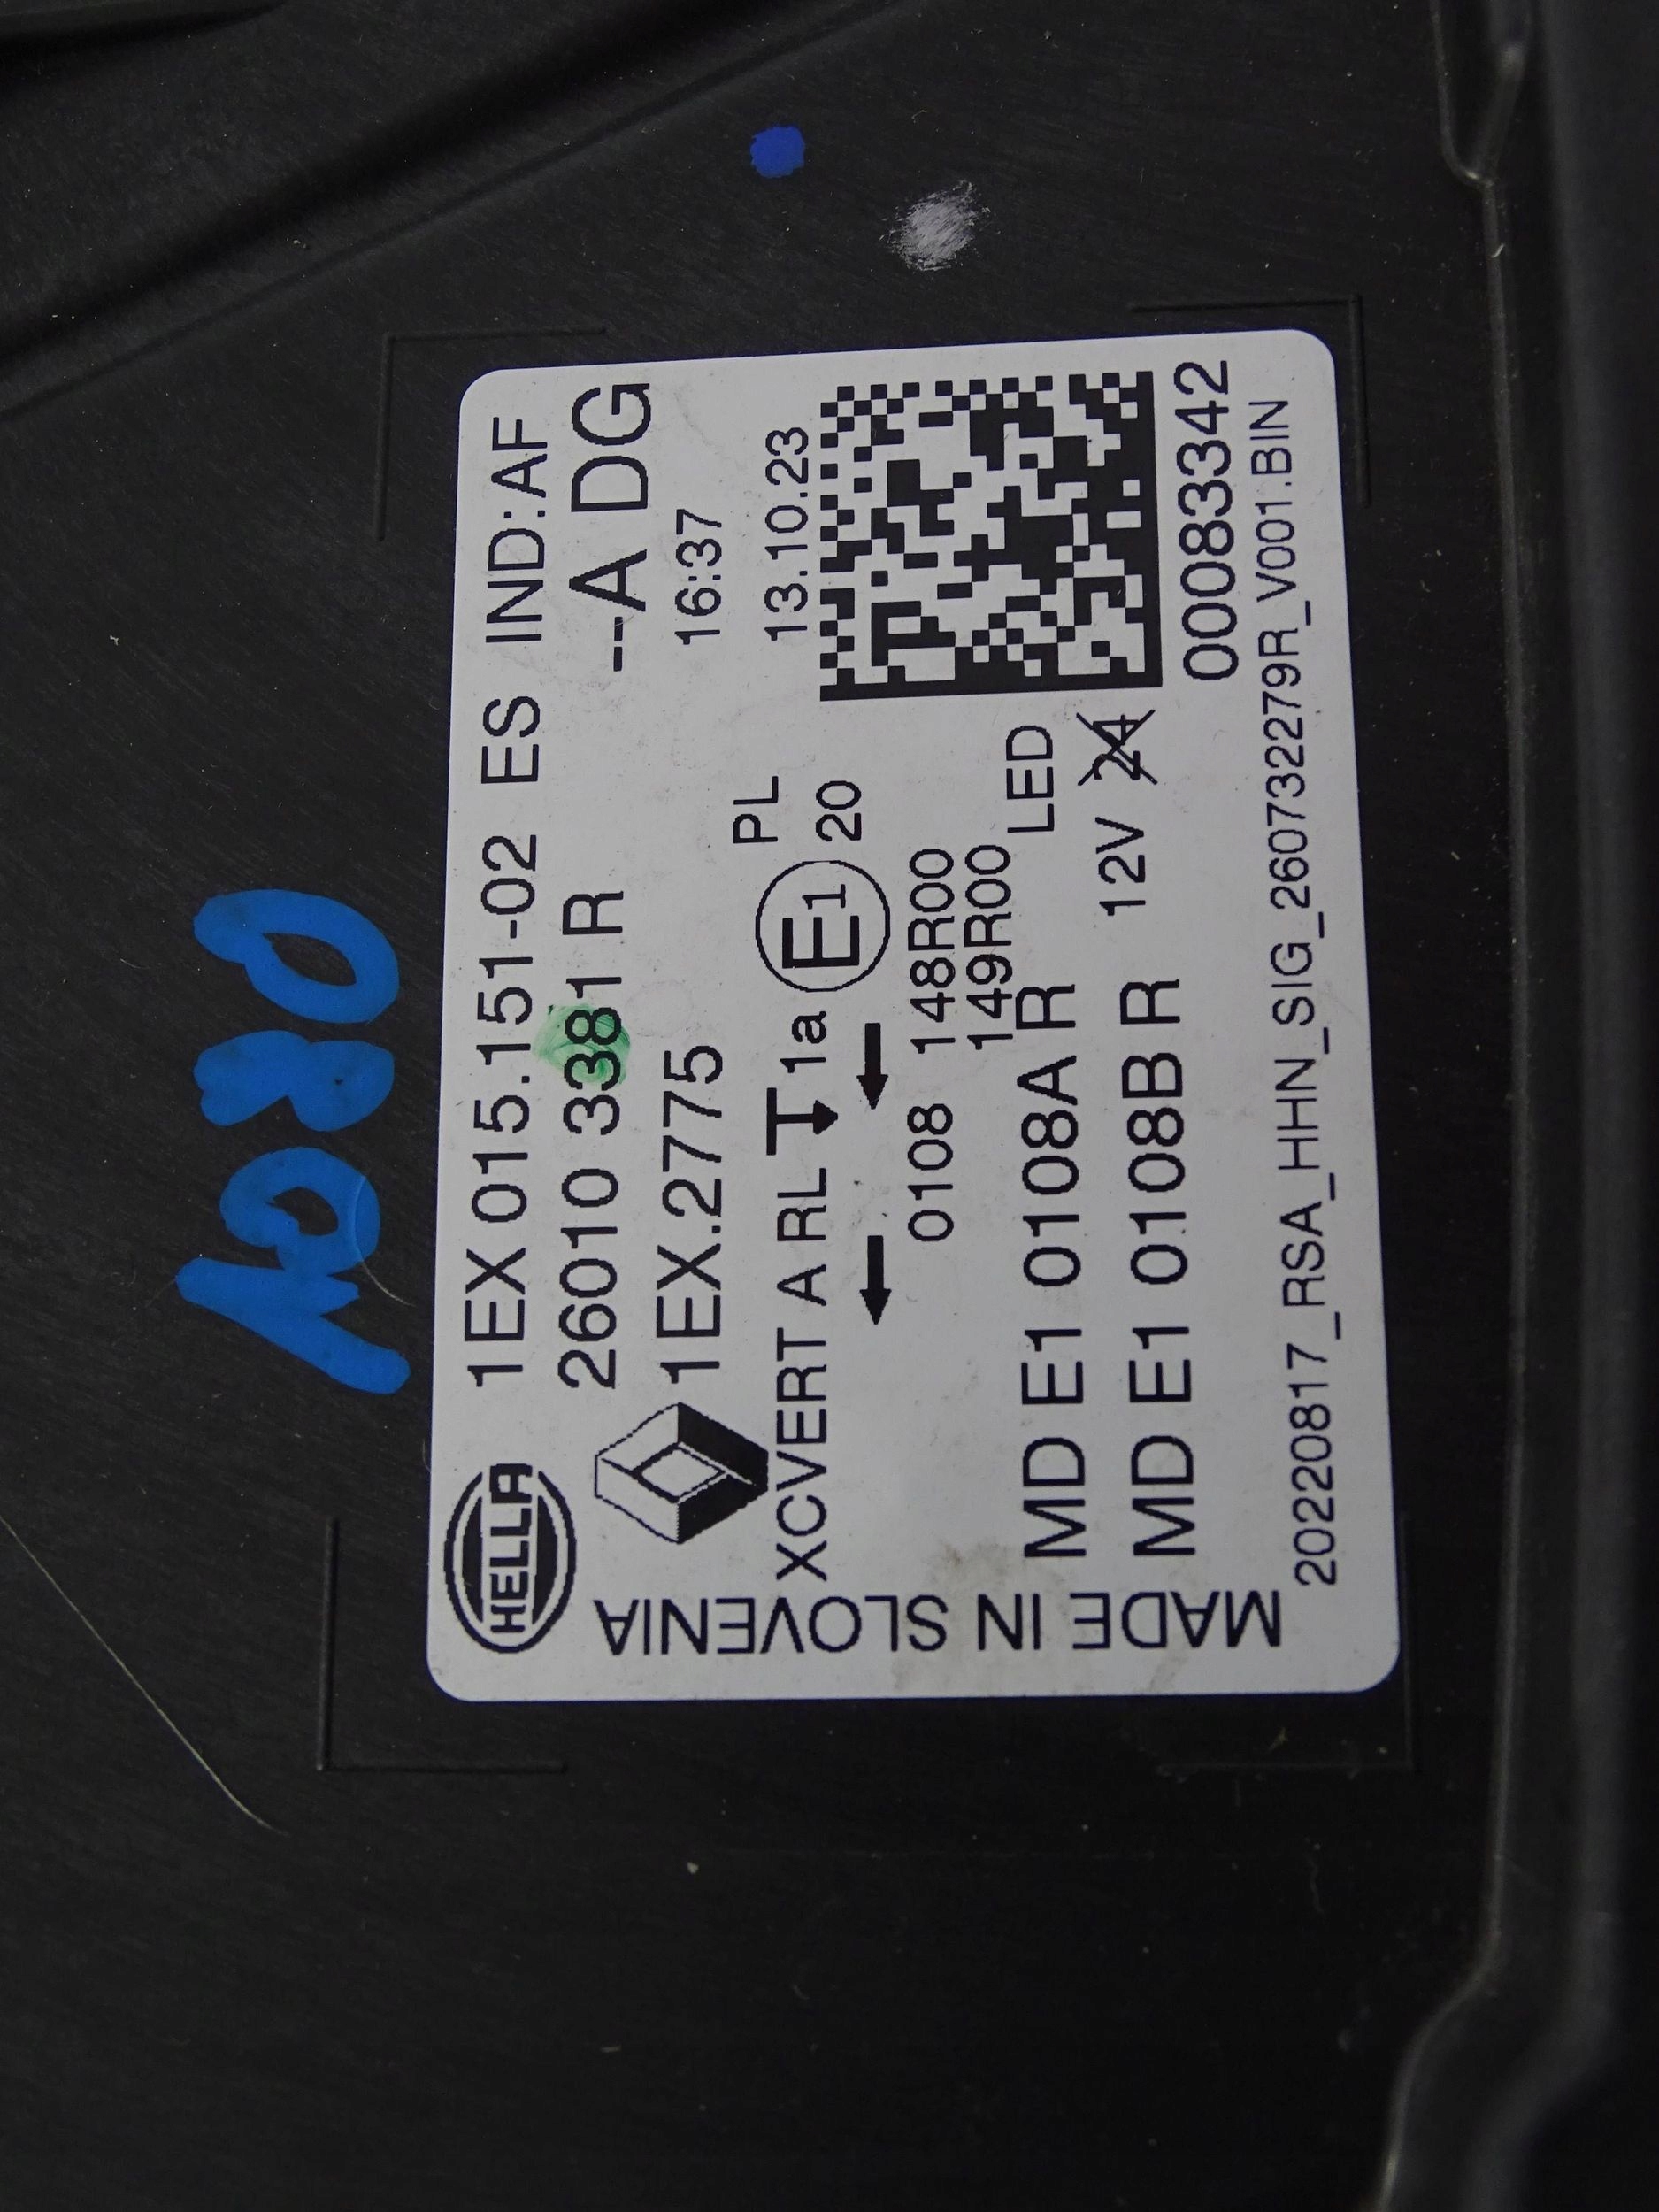 1080
HELLA
1EX 015.151-02 ES IND:AF
26010 3381 R --A DG
1EX.2775 16:37
PL 13.10.23
XCVERT A RL 1a E1 20
0108 148R00
149R00
LED
MD E1 0108A R
MD E1 0108B R 12V 24
00083342
20220817_RSA_HHN_SIG_260732279R_V001.BIN
MADE IN SLOVENIA